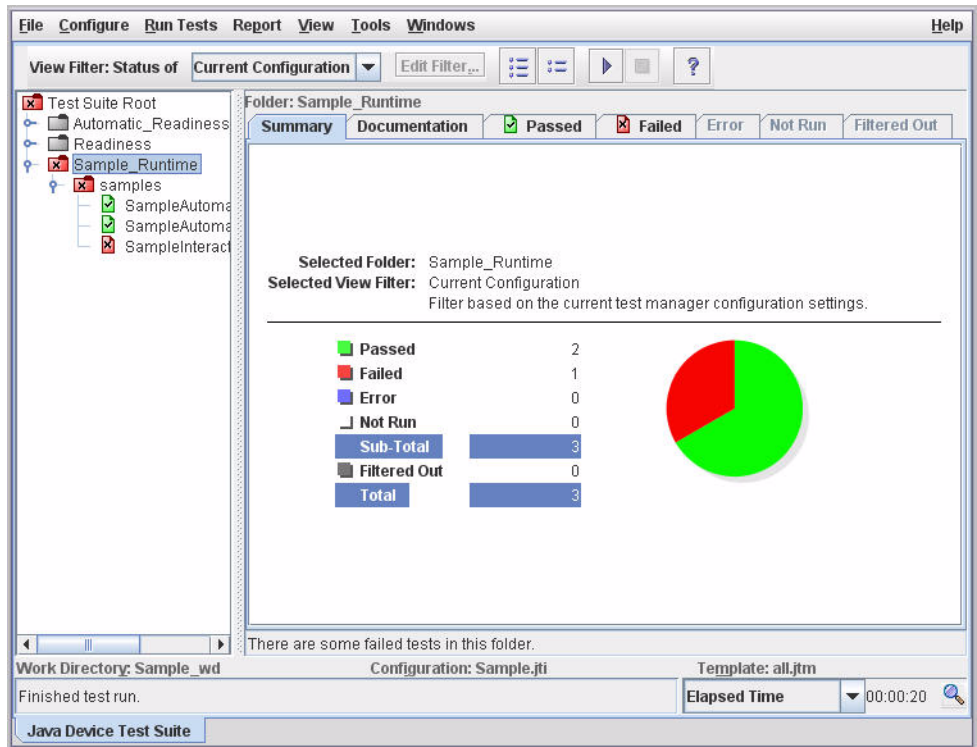 File Configure Run Tests Report View Tools Windows Help
View Filter: Status of Current Configuration Edit Filter... ?
Test Suite Root
Automatic_Readiness
Readiness
Sample_Runtime
samples
SampleAutoma
SampleAutoma
SampleInteract
Folder: Sample_Runtime
Summary Documentation Passed Failed Error Not Run Filtered Out
Selected Folder: Sample_Runtime
Selected View Filter: Current Configuration
Filter based on the current test manager configuration settings.
Passed 2
Failed 1
Error 0
Not Run 0
Sub-Total 3
Filtered Out 0
Total 3
There are some failed tests in this folder.
Work Directory: Sample_wd Configuration: Sample.jti Template: all.jtm
Finished test run. Elapsed Time 00:00:20
Java Device Test Suite